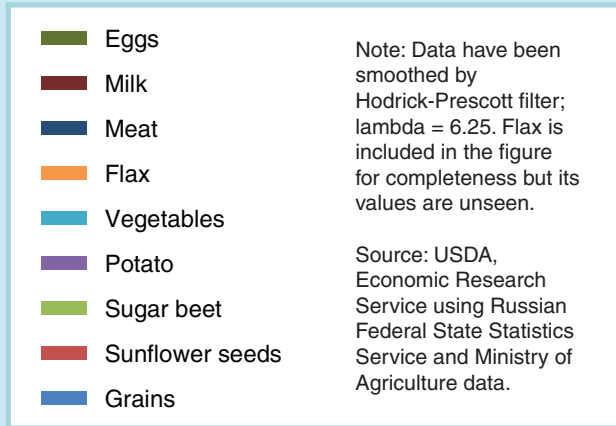 Eggs
Milk
Meat
Flax
Vegetables
Potato
Sugar beet
Sunflower seeds
Grains
Note: Data have been
smoothed by
Hodrick-Prescott filter;
lambda = 6.25. Flax is
included in the figure
for completeness but its
values are unseen.
Source: USDA,
Economic Research
Service using Russian
Federal State Statistics
Service and Ministry of
Agriculture data.